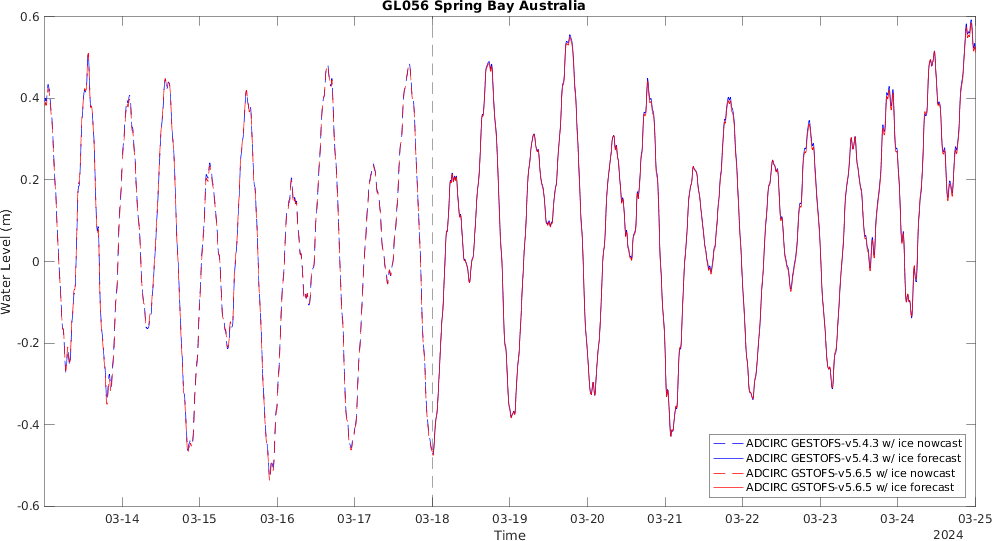 GL056 Spring Bay Australia
0.6
0.4
0.2
0
-0.2
-0.4
-0.6
Water Level (m)
ADCIRC GESTOFS-v5.4.3 w/ ice nowcast
ADCIRC GESTOFS-v5.4.3 w/ ice forecast
ADCIRC GSTOFS-v5.6.5 w/ ice nowcast
ADCIRC GSTOFS-v5.6.5 w/ ice forecast
03-14 03-15 03-16 03-17 03-18 03-19 03-20 03-21 03-22 03-23 03-24 03-25
Time
2024